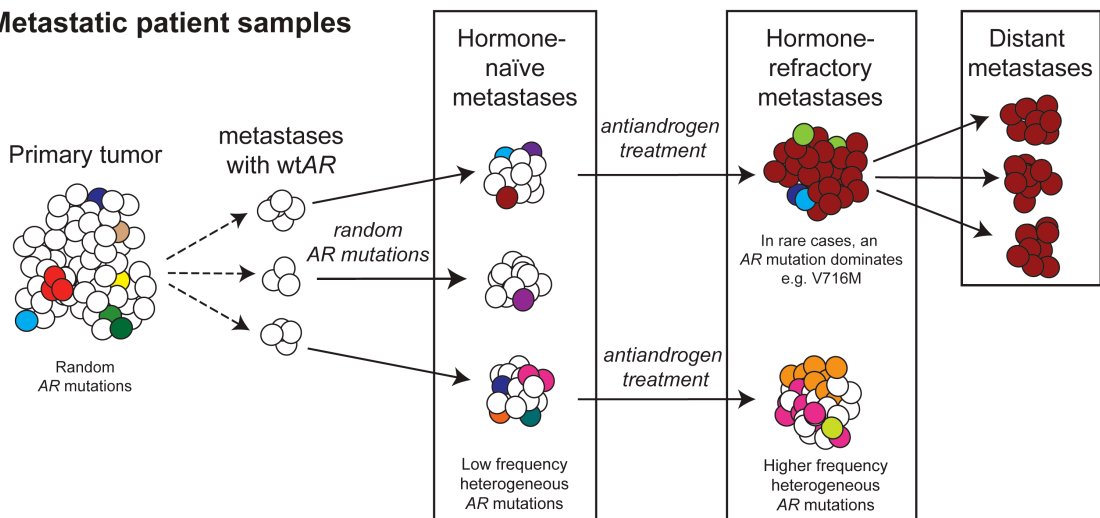 Metastatic patient samples
Primary tumor
Random
AR mutations
metastases
with wtAR
random
AR mutations
Hormone-
naïve
metastases
Low frequency
heterogeneous
AR mutations
antiandrogen
treatment
antiandrogen
treatment
Hormone-
refractory
metastases
In rare cases, an
AR mutation dominates
e.g. V716M
Higher frequency
heterogeneous
AR mutations
Distant
metastases